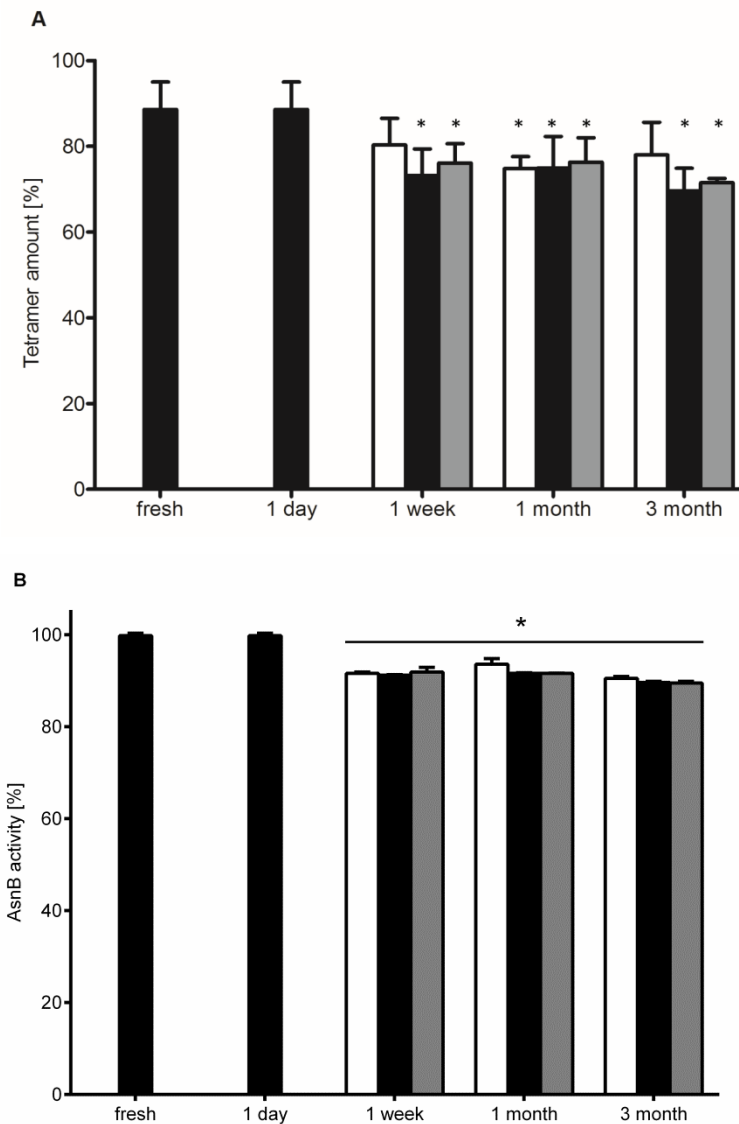 A
Tetramer amount [%]
100
80
60
40
20
0
* * * * * * *
fresh 1 day 1 week 1 month 3 month
B
AsnB activity [%]
100
80
60
40
20
0
*
fresh 1 day 1 week 1 month 3 month